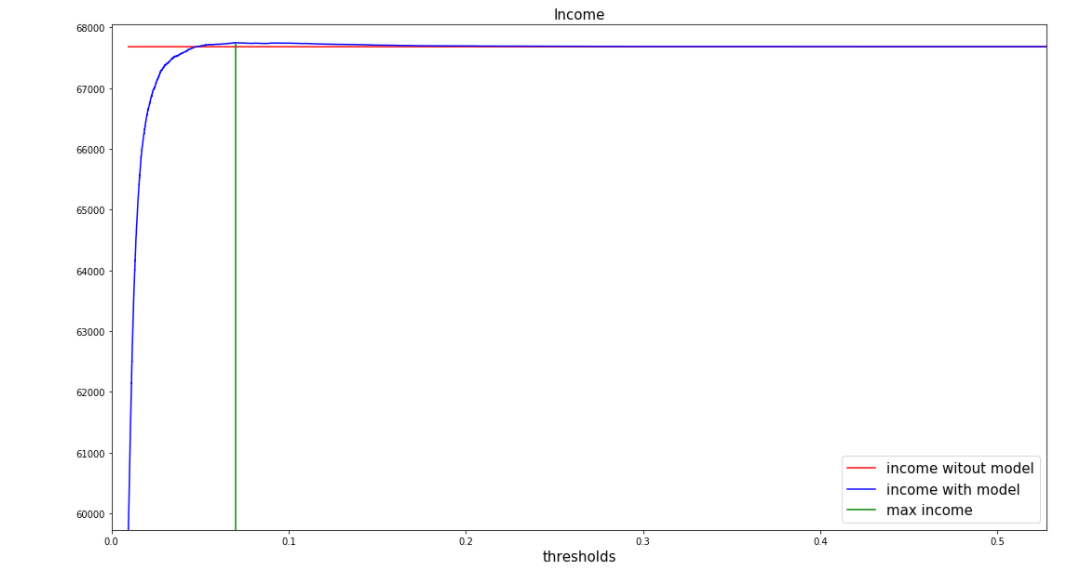 Income
68000
67000
66000
65000
64000
63000
62000
61000
60000
0.0 0.1 0.2 0.3 0.4 0.5
thresholds
income witout model
income with model
max income